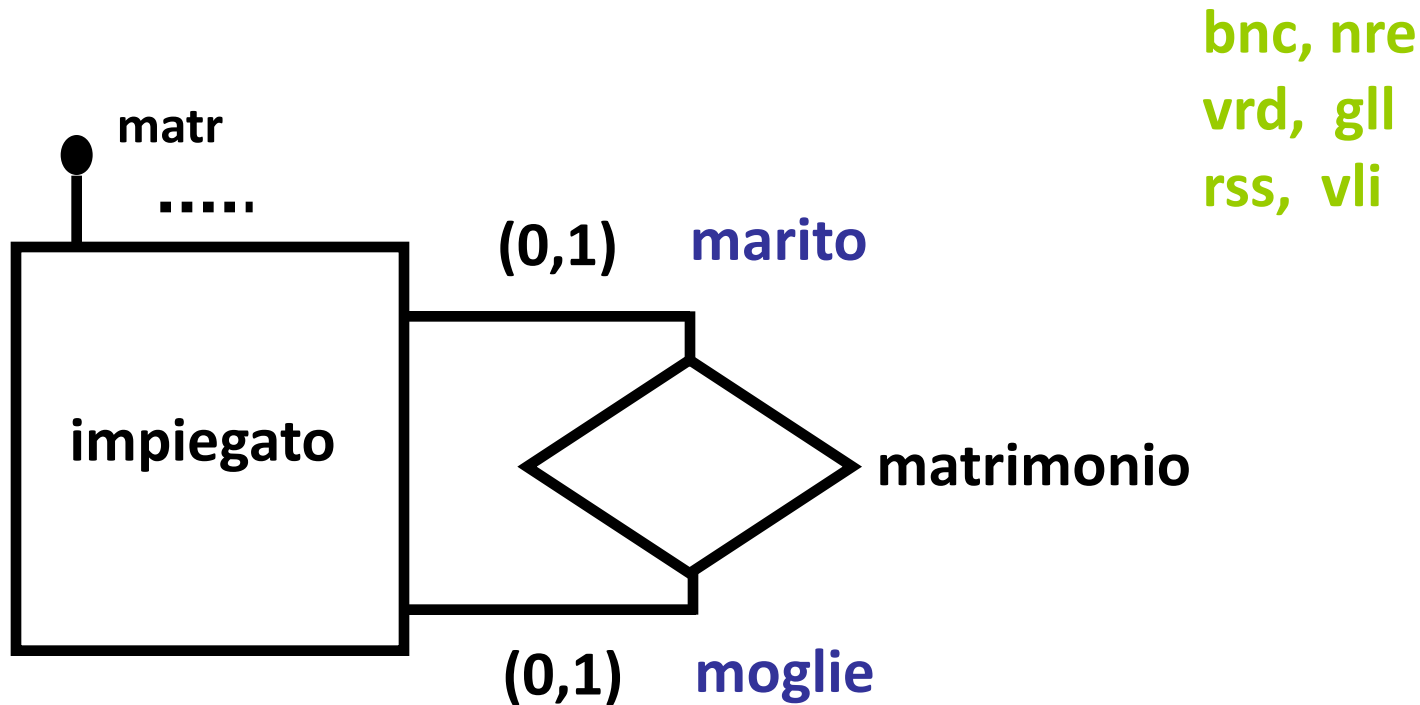 bnc, nre
vrd, gll
rss, vli
matr
.....
(0,1) marito
impiegato
matrimonio
(0,1) moglie